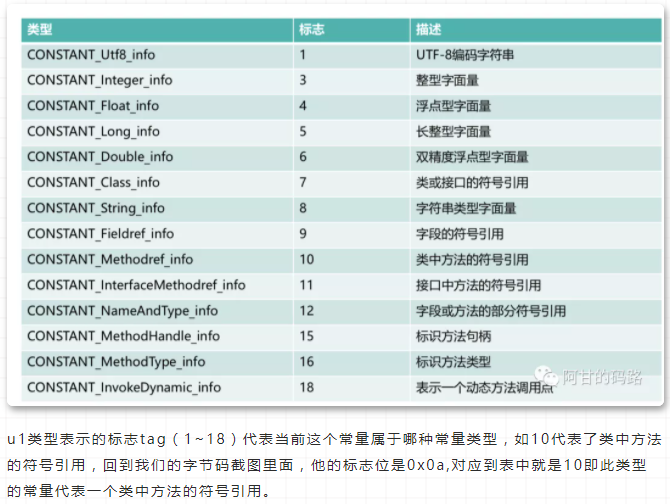 类型 标志 描述
CONSTANT_Utf8_info 1 UTF-8编码字符串
CONSTANT_Integer_info 3 整型字面量
CONSTANT_Float_info 4 浮点型字面量
CONSTANT_Long_info 5 长整型字面量
CONSTANT_Double_info 6 双精度浮点型字面量
CONSTANT_Class_info 7 类或接口的符号引用
CONSTANT_String_info 8 字符串类型字面量
CONSTANT_Fieldref_info 9 字段的符号引用
CONSTANT_Methodref_info 10 类中方法的符号引用
CONSTANT_InterfaceMethodref_info 11 接口中方法的符号引用
CONSTANT_NameAndType_info 12 字段或方法的部分符号引用
CONSTANT_MethodHandle_info 15 标识方法句柄
CONSTANT_MethodType_info 16 标识方法类型
阿甘的码路
CONSTANT_InvokeDynamic_info 18 表示一个动态方法调用点
u1类型表示的标志tag（1~18）代表当前这个常量属于哪种常量类型，如10代表了类中方法
的符号引用，回到我们的字节码截图里面，他的标志位是0x0a,对应到表中就是10即此类型
的常量代表一个类中方法的符号引用。